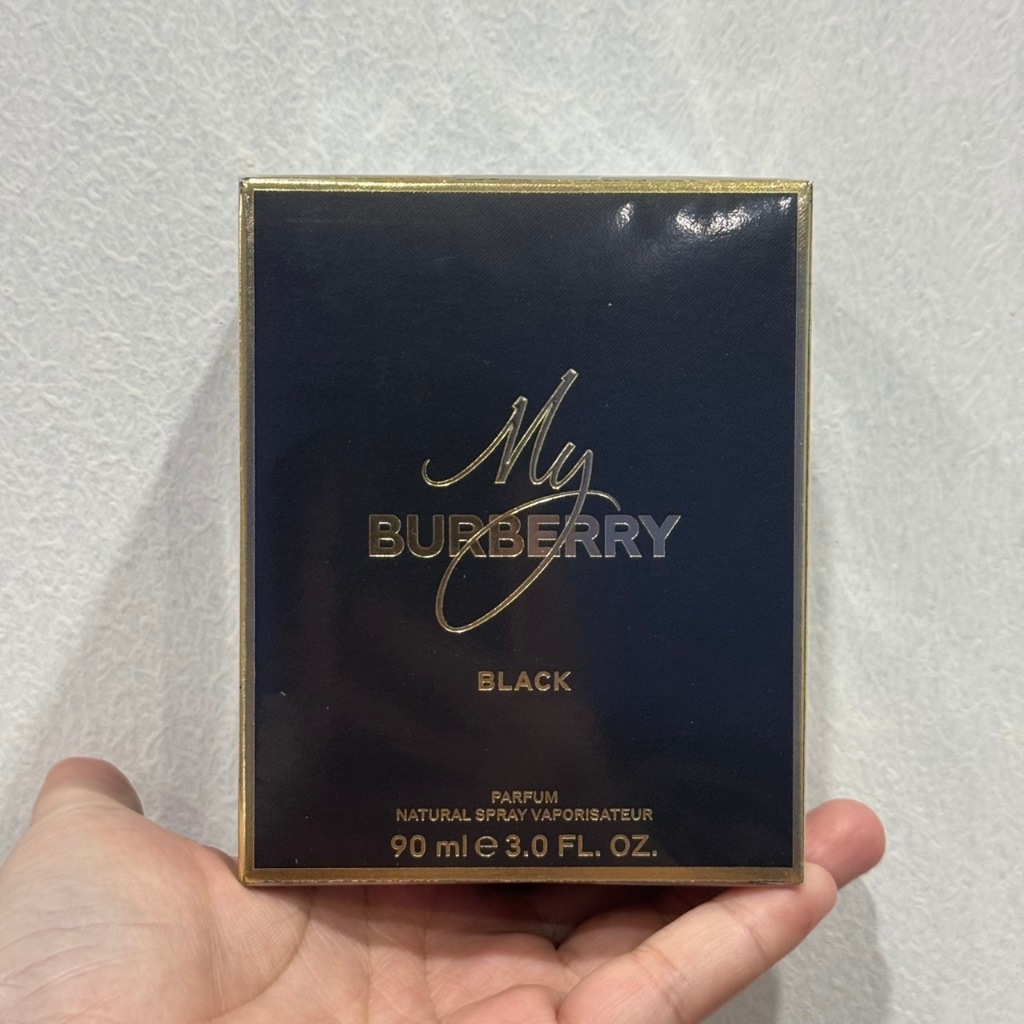 My
BURBERRY
BLACK
PARFUM
NATURAL SPRAY VAPORISATEUR
90 ml ℮ 3.0 FL. OZ.